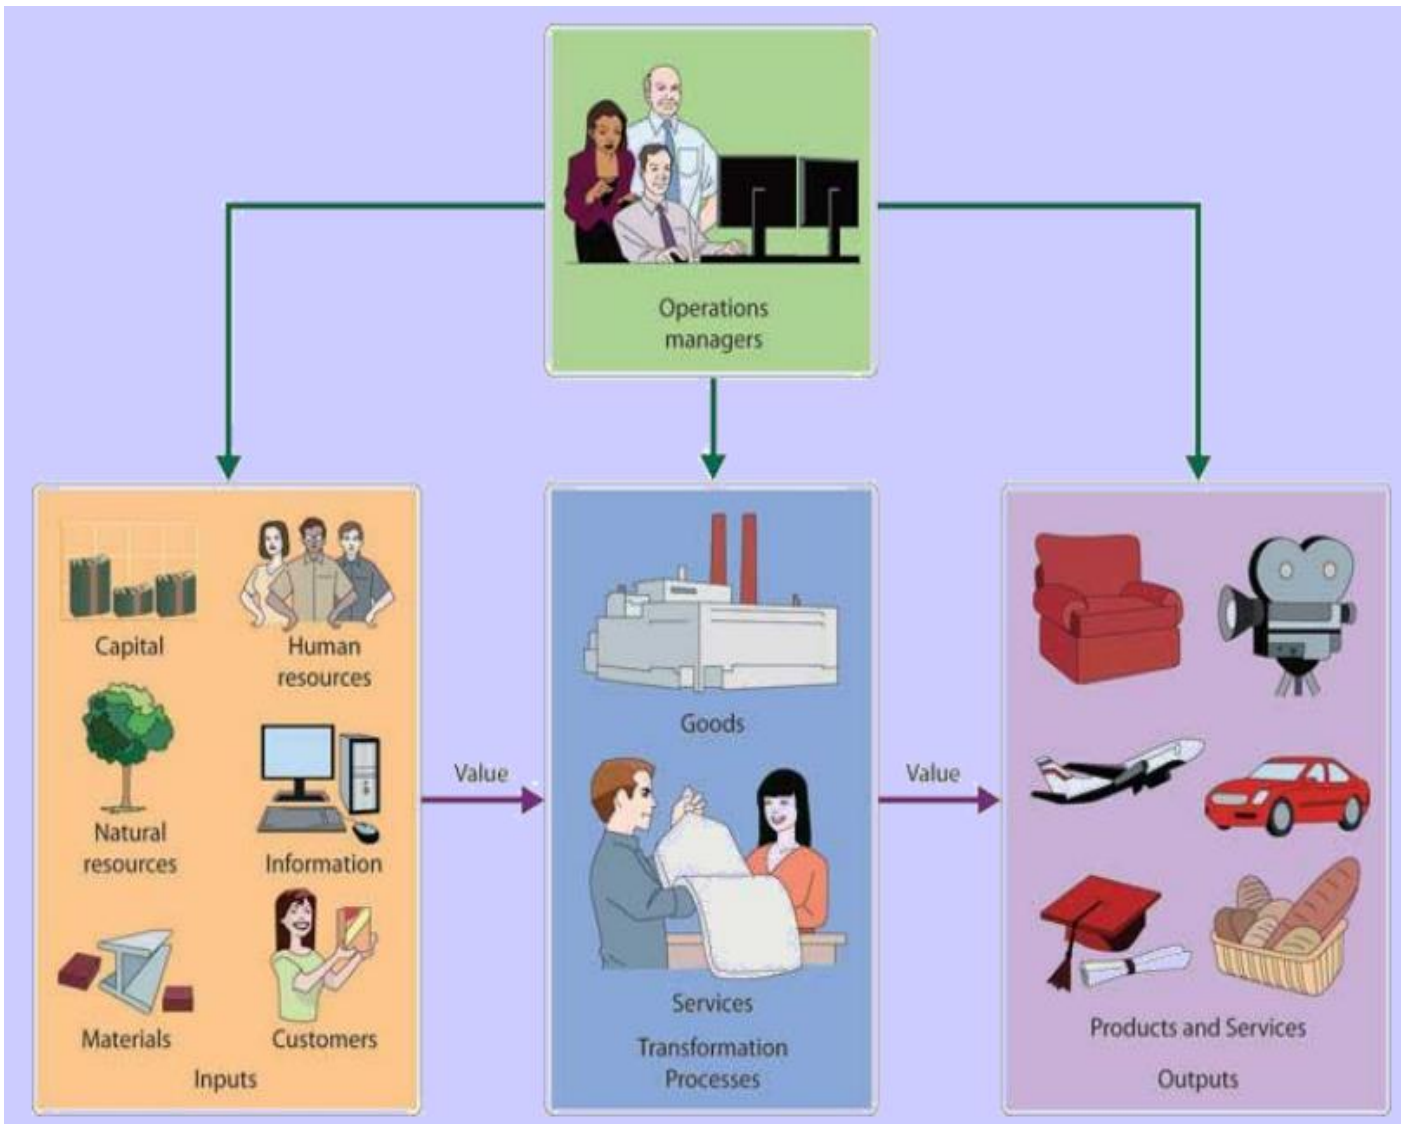 Operations
managers
Capital
Human
resources
Natural
resources
Information
Materials
Customers
Inputs
Value
Goods
Services
Transformation
Processes
Value
Products and Services
Outputs